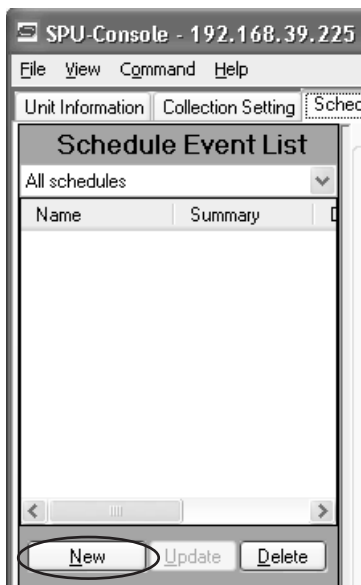 SPU-Console - 192.168.39.225
File View Command Help
Unit Information Collection Setting Sched
Schedule Event List
All schedules
Name Summary D
New Update Delete